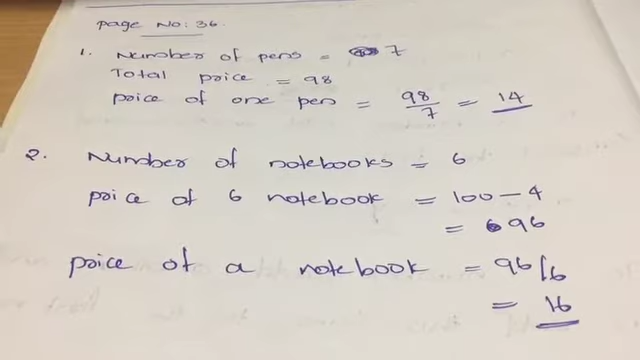 page No: 36.
1. Number of pens = 7
Total price = 98
price of one pen = 98/7 = 14
2. Number of notebooks = 6
price of 6 notebook = 100 - 4
= 96
price of a notebook = 96/6
= 16